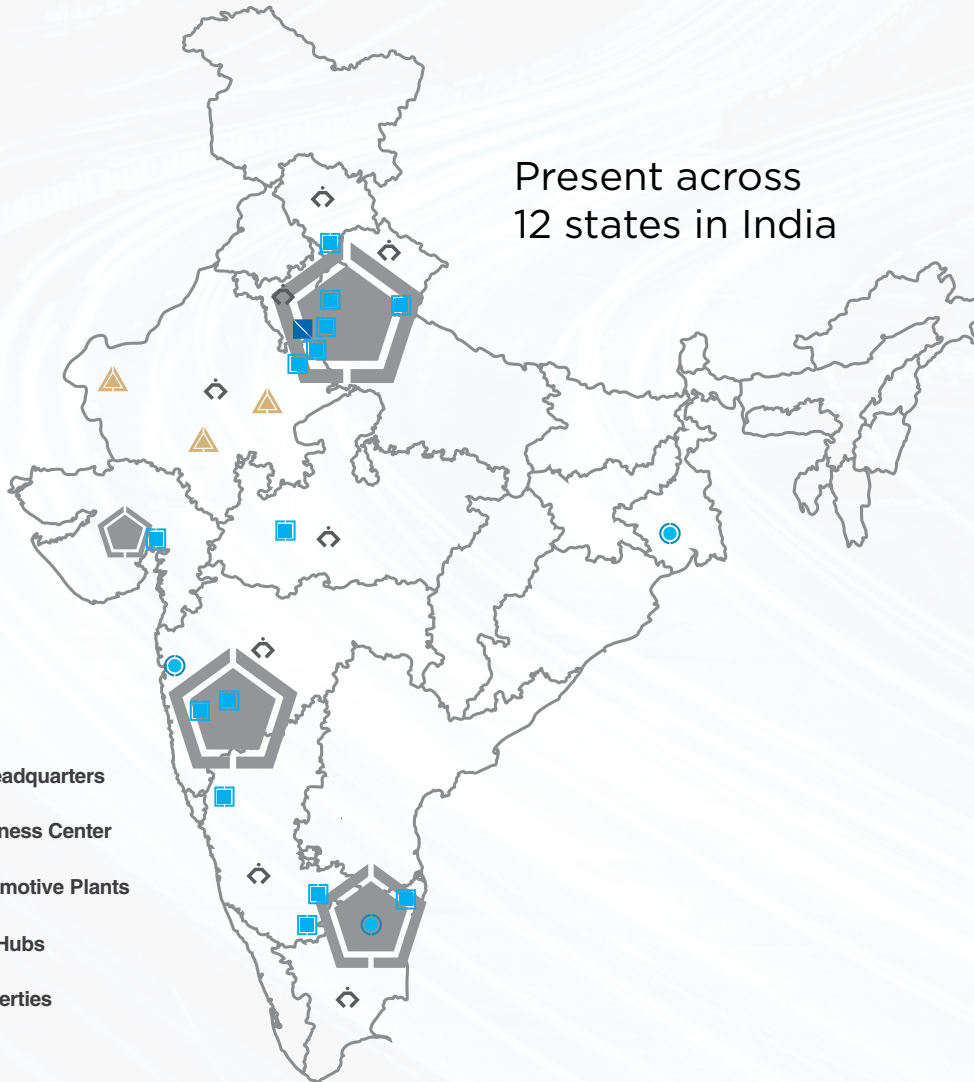 Present across
12 states in India
eadquarters
ness Center
motive Plants
Hubs
erties